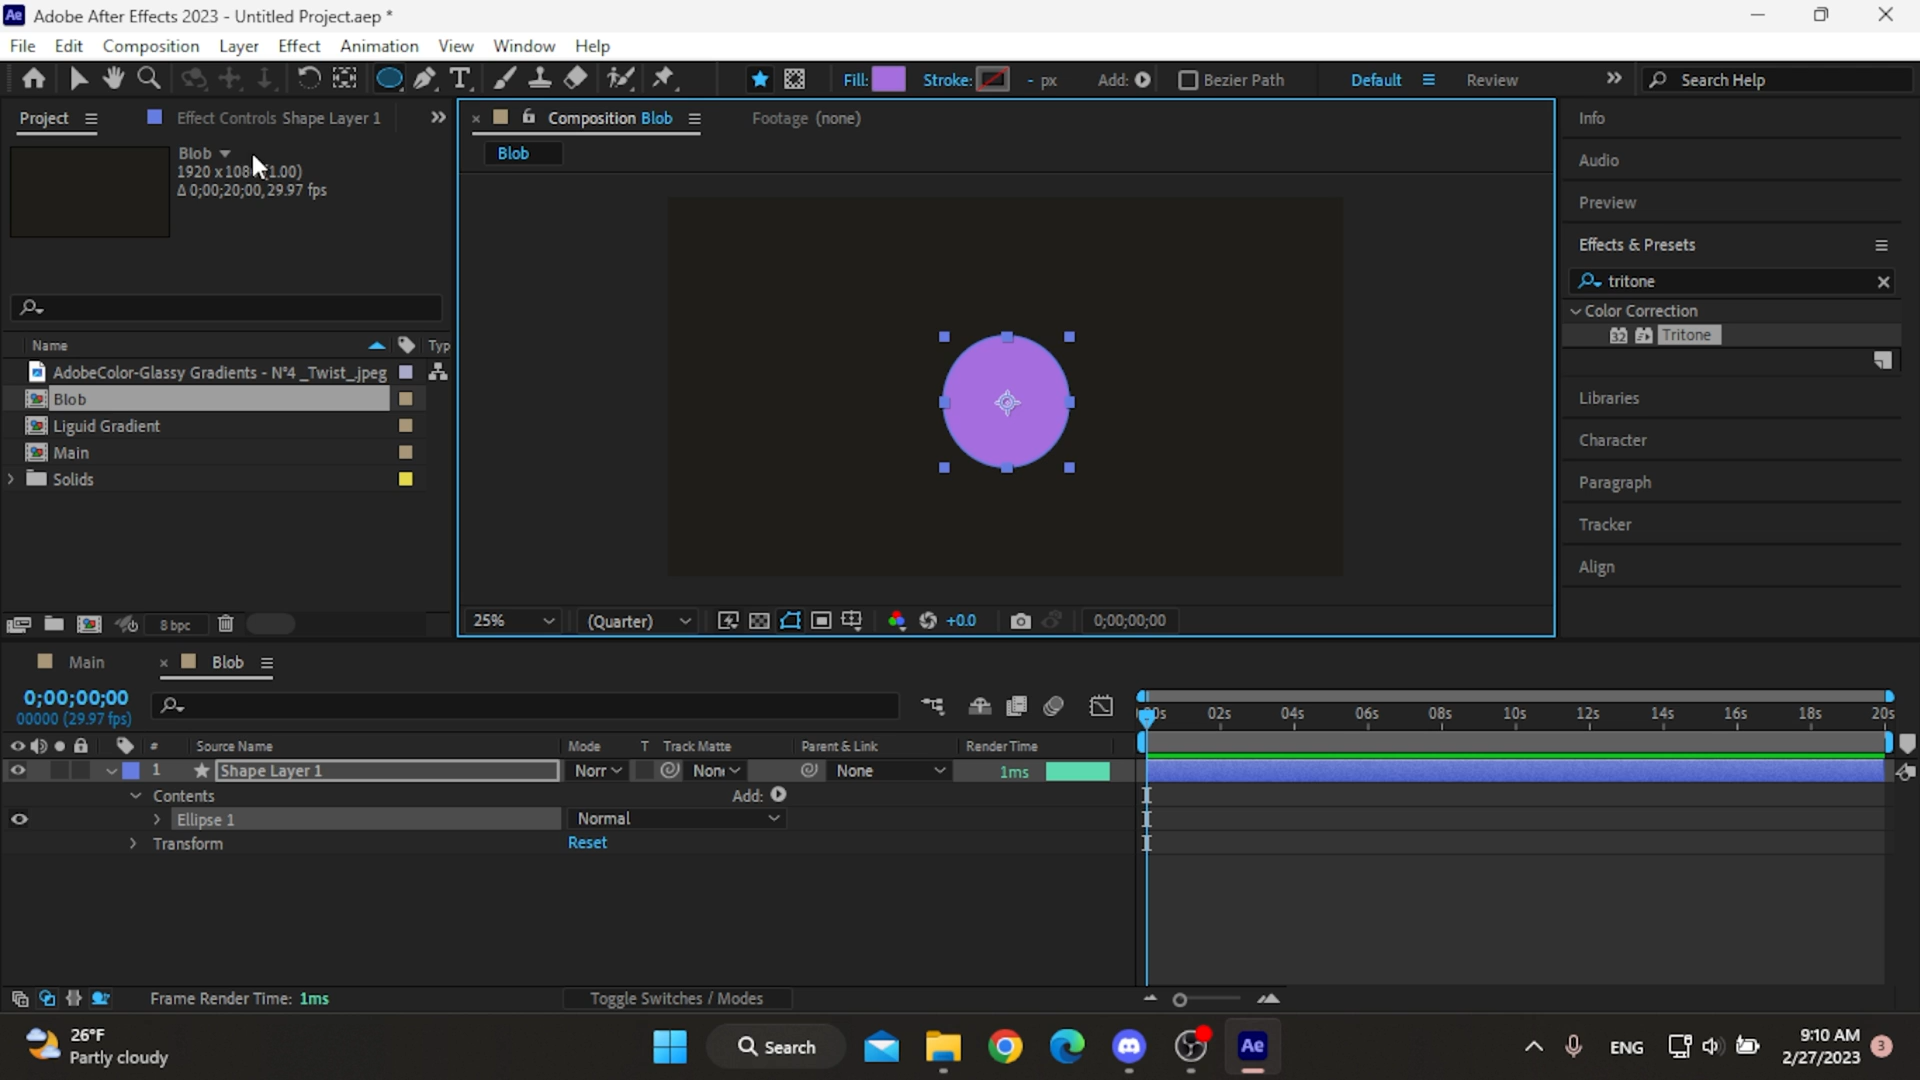 Ae Adobe After Effects 2023 - Untitled Project.aep *
File Edit Composition Layer Effect Animation View Window Help
Fill: Stroke: - px Add: Bezier Path Default Review Search Help
Project Effect Controls Shape Layer 1
Composition Blob Footage (none)
Blob
1920 x 108 (1.00)
Δ 0;00;20;00, 29.97 fps
Blob
Name Typ
AdobeColor-Glassy Gradients - N°4 _Twist_.jpeg
Blob
Liguid Gradient
Main
Solids
8 bpc
25% (Quarter) +0.0 0;00;00;00
Info
Audio
Preview
Effects & Presets
tritone
Color Correction
32 Tritone
Libraries
Character
Paragraph
Tracker
Align
Main Blob
0;00;00;00
00000 (29.97 fps)
02s 04s 06s 08s 10s 12s 14s 16s 18s 20s
# Source Name Mode T Track Matte Parent & Link Render Time
1 Shape Layer 1 Norr None 1ms
Contents Add:
Ellipse 1 Normal
Transform Reset
Frame Render Time: 1ms Toggle Switches / Modes
26°F
Partly cloudy
Search
Ae
ENG
9:10 AM
2/27/2023
3